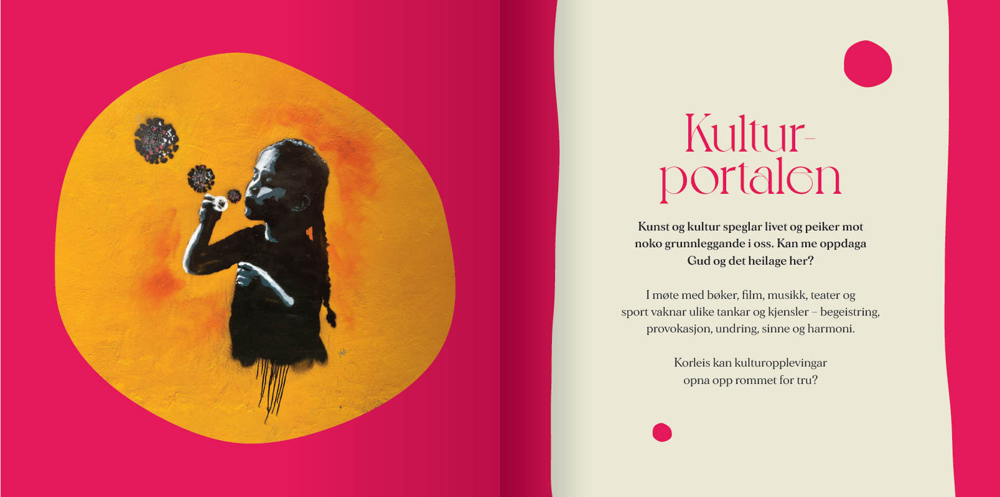 Kultur-
portalen
Kunst og kultur speglar livet og peiker mot
noko grunnleggande i oss. Kan me oppdaga
Gud og det heilage her?
I møte med bøker, film, musikk, teater og
sport vaknar ulike tankar og kjensler – begeistring,
provokasjon, undring, sinne og harmoni.
Korleis kan kulturopplevingar
opna opp rommet for tru?